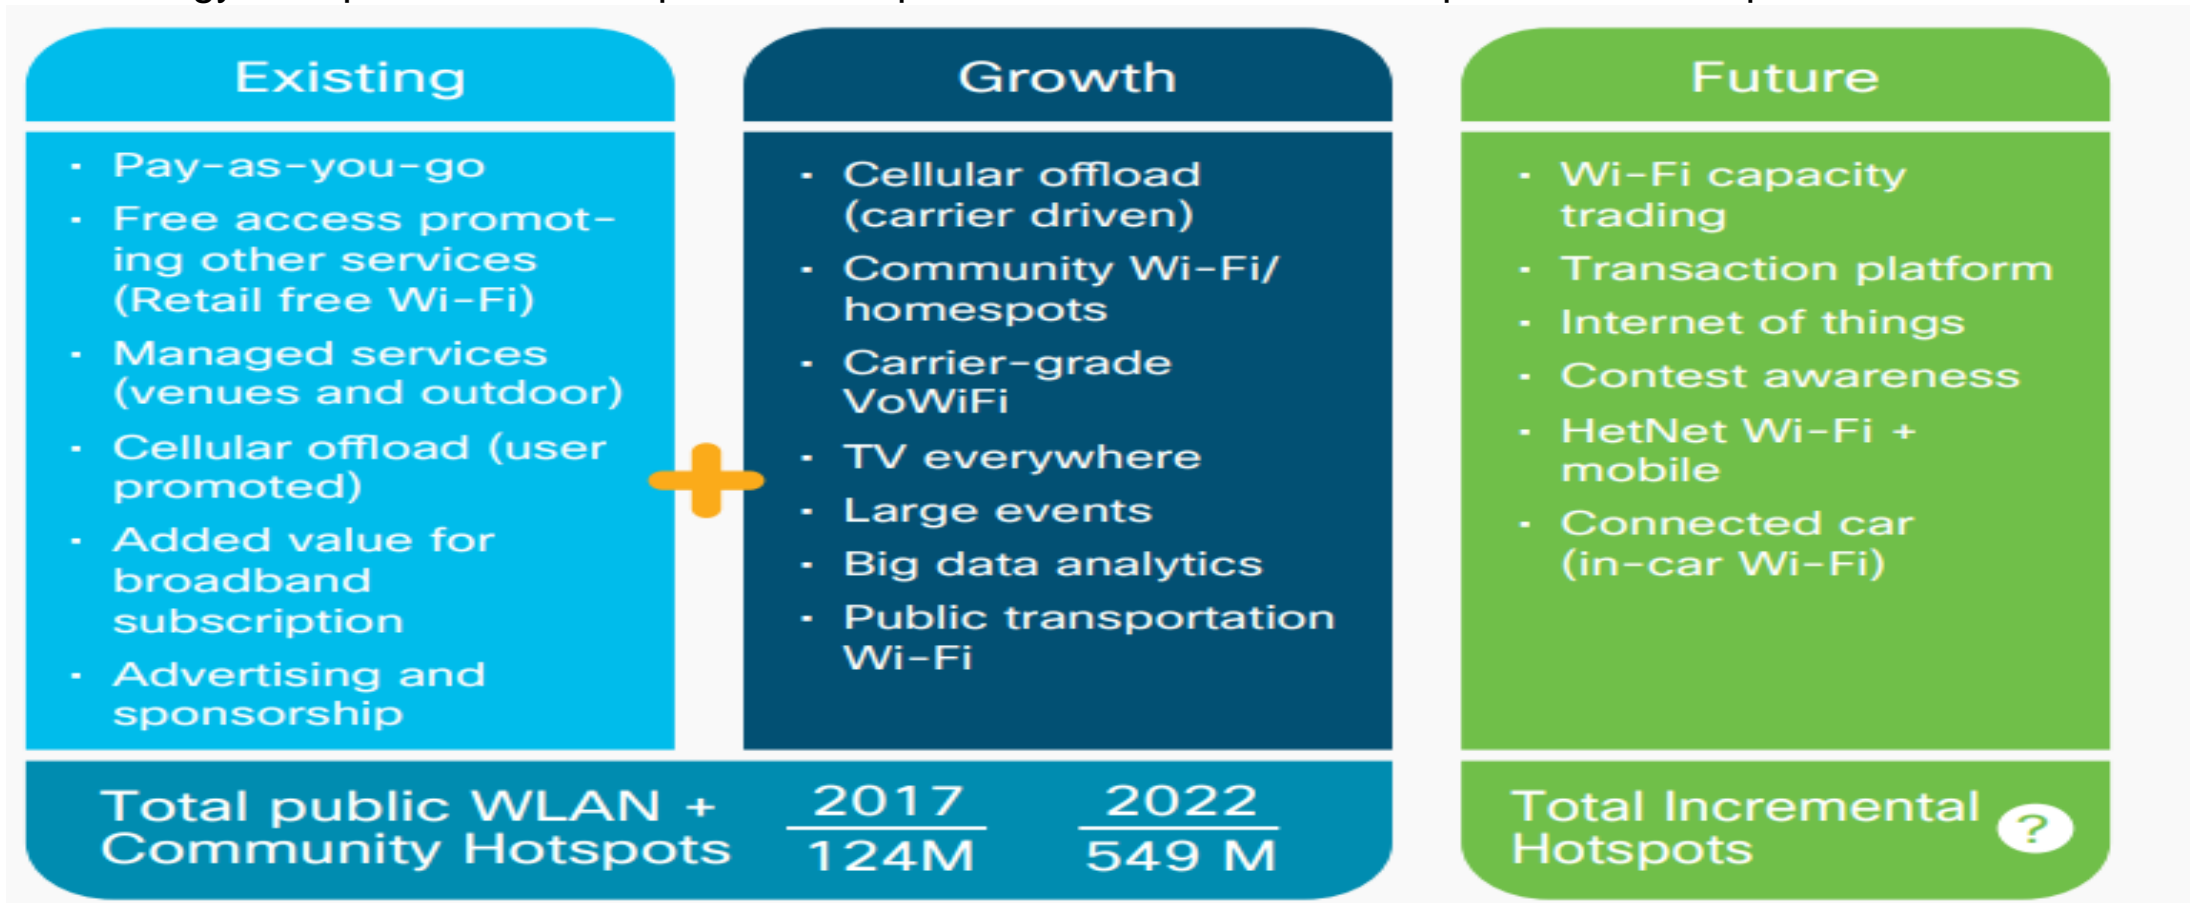 Existing
· Pay-as-you-go
· Free access promot-
ing other services
(Retail free Wi-Fi)
· Managed services
(venues and outdoor)
· Cellular offload (user
promoted)
· Added value for
broadband
subscription
· Advertising and
sponsorship
+
Growth
· Cellular offload
(carrier driven)
· Community Wi-Fi/
homespots
· Carrier-grade
VoWiFi
· TV everywhere
· Large events
· Big data analytics
· Public transportation
Wi-Fi
Total public WLAN +
Community Hotspots
2017
124M
2022
549 M
Future
· Wi-Fi capacity
trading
· Transaction platform
· Internet of things
· Contest awareness
· HetNet Wi-Fi +
mobile
· Connected car
(in-car Wi-Fi)
Total Incremental
Hotspots
?